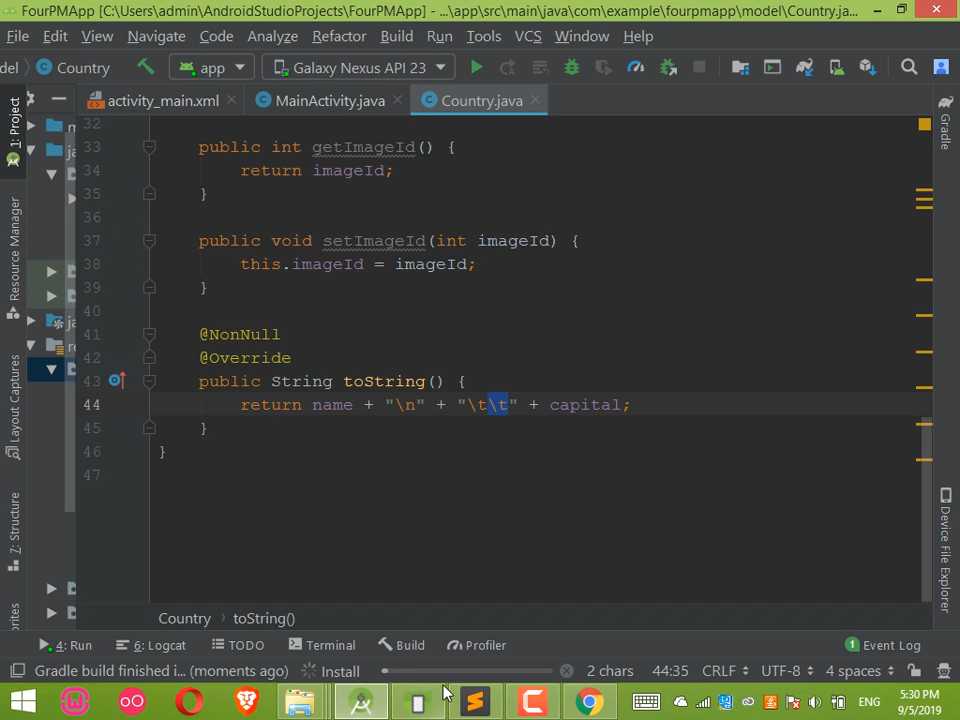 FourPMApp [C:\Users\admin\AndroidStudioProjects\FourPMApp] - ...\app\src\main\java\com\example\fourpmapp\model\Country.ja...
File Edit View Navigate Code Analyze Refactor Build Run Tools VCS Window Help
del Country app Galaxy Nexus API 23
activity_main.xml MainActivity.java Country.java
1: Project
Resource Manager
Layout Captures
7: Structure
orites
32
33 public int getImageId() {
34 return imageId;
35 }
36
37 public void setImageId(int imageId) {
38 this.imageId = imageId;
39 }
40
41 @NonNull
42 @Override
43 public String toString() {
44 return name + "\n" + "\t\t" + capital;
45 }
46 }
47
Gradle
Device File Explorer
Country toString()
4: Run 6: Logcat TODO Terminal Build Profiler 1 Event Log
Gradle build finished i... (moments ago) Install 2 chars 44:35 CRLF UTF-8 4 spaces
ENG 5:30 PM
9/5/2019